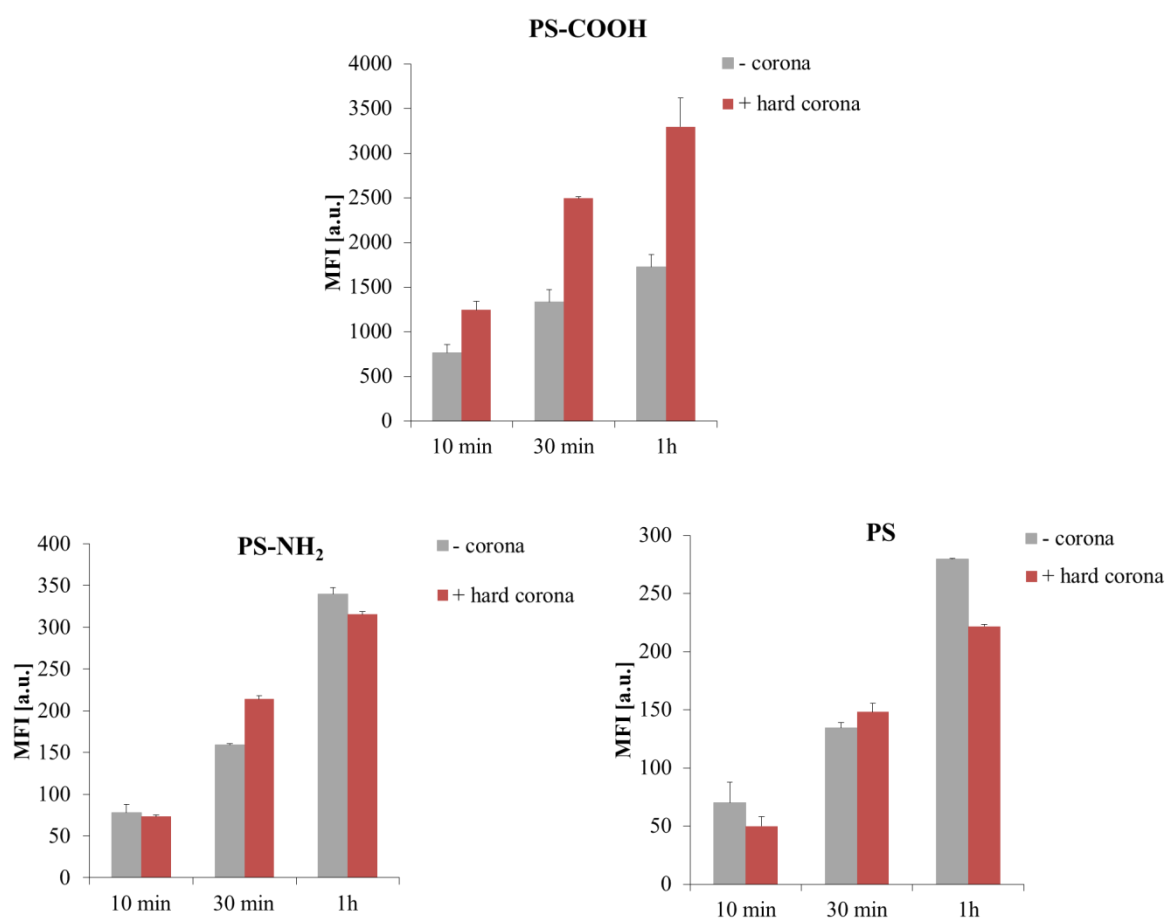 PS-COOH
4000
3500
3000
2500
2000
1500
1000
500
0
MFI [a.u.]
- corona
+ hard corona
10 min 30 min 1h
PS-NH₂
400
350
300
250
200
150
100
50
0
MFI [a.u.]
- corona
+ hard corona
10 min 30 min 1h
PS
300
250
200
150
100
50
0
MFI [a.u.]
- corona
+ hard corona
10 min 30 min 1h